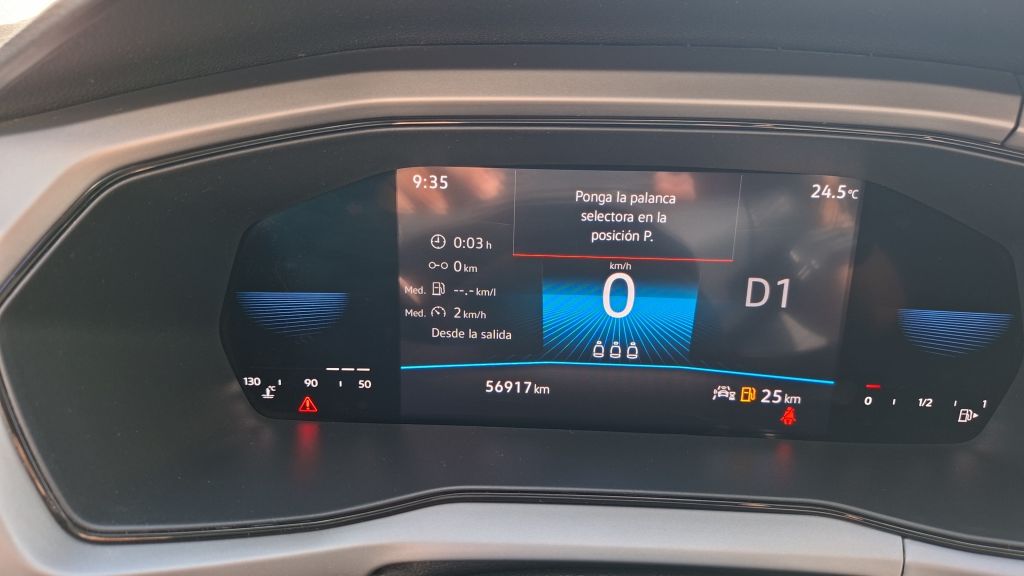 9:35
Ponga la palanca
selectora en la
posición P.
24.5°C
0:03 h
0 km
Med. --.- km/l
Med. 2 km/h
Desde la salida
km/h
0
D1
130 90 50
56917 km
25 km
0 1/2 1